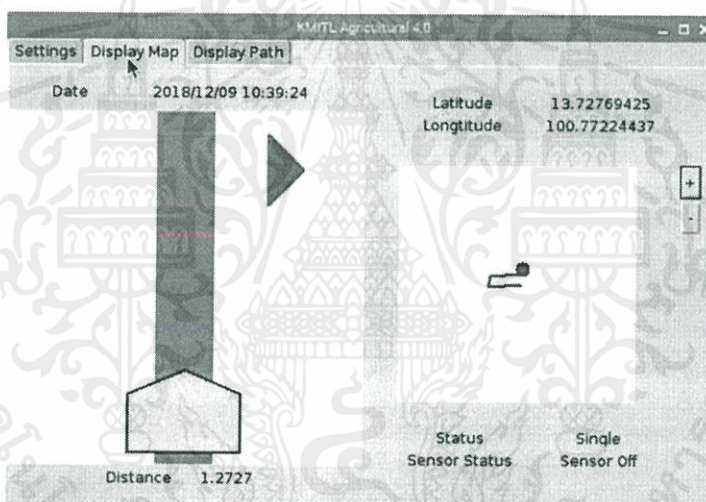 KMITL Agricultural 4.0
Settings Display Map Display Path
Date 2018/12/09 10:39:24
Latitude 13.72769425
Longtitude 100.77224437
+
-
Status Single
Sensor Status Sensor Off
Distance 1.2727